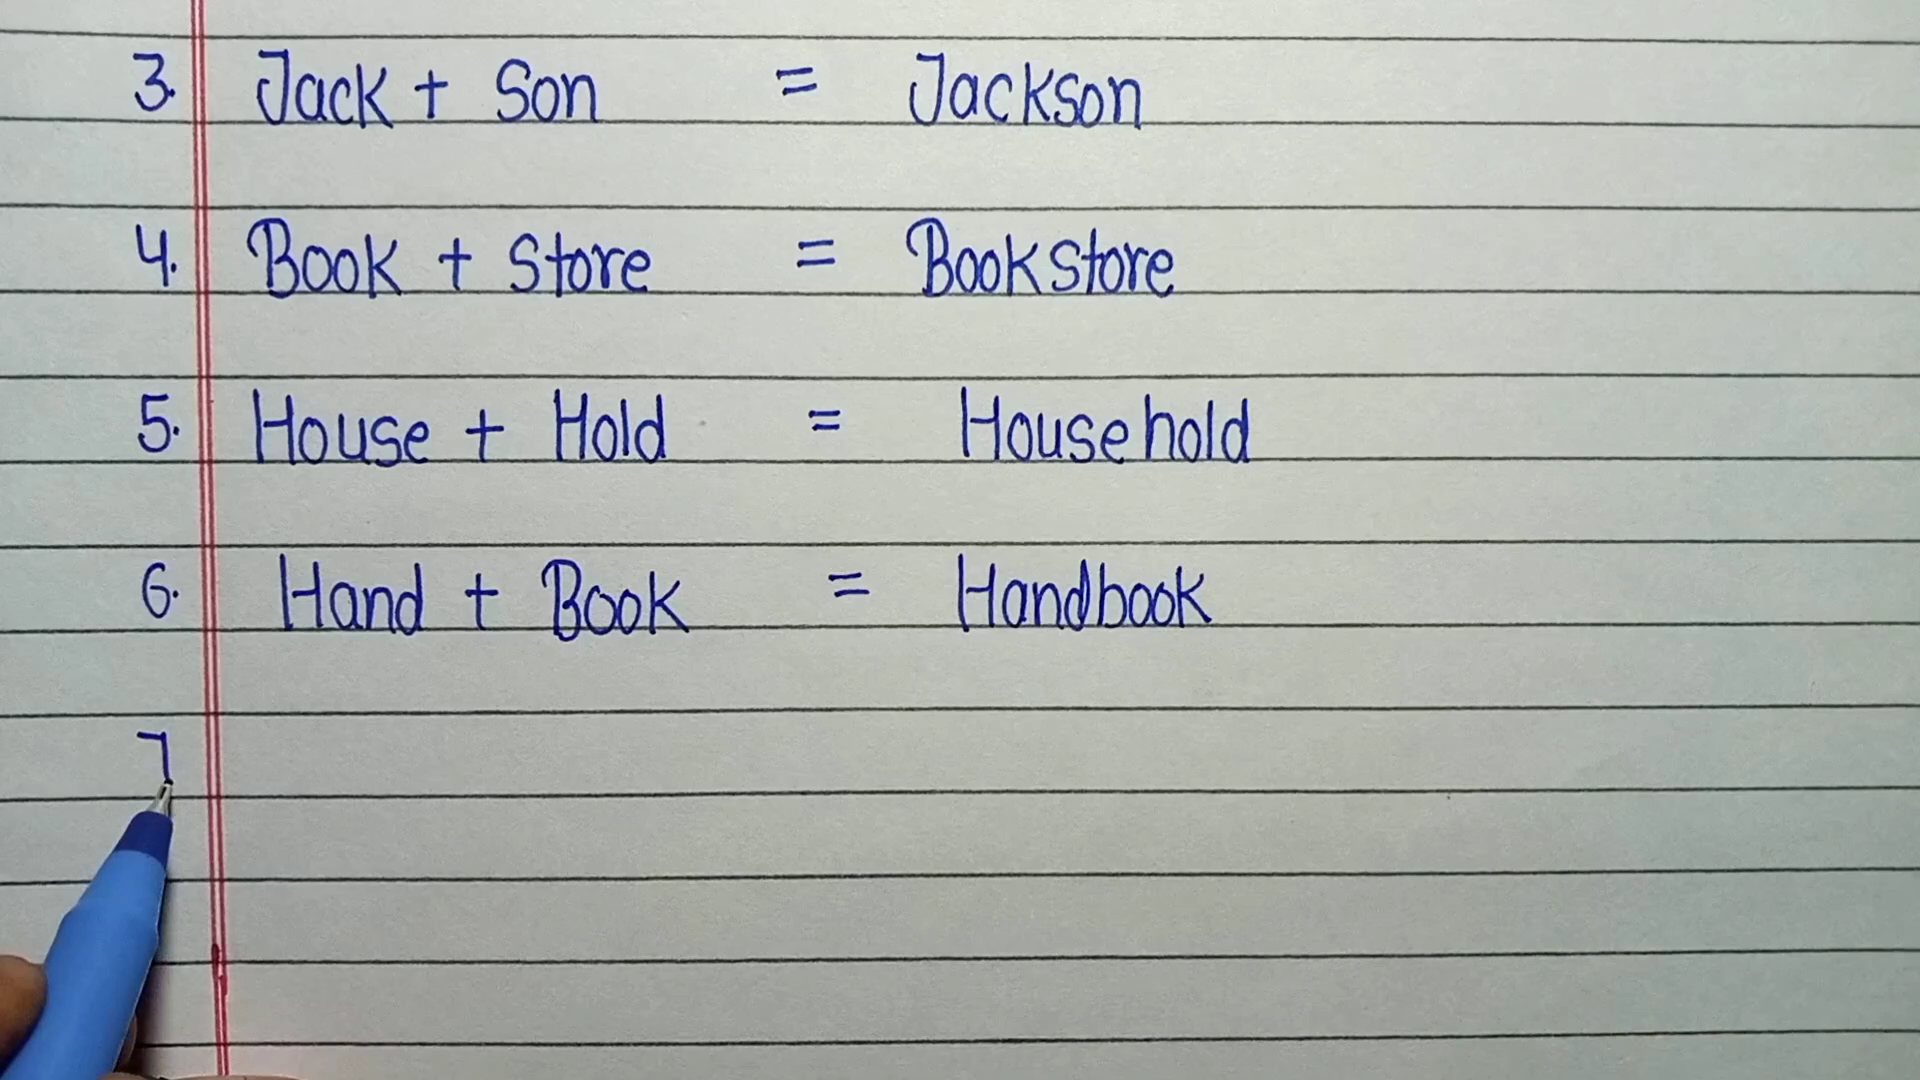 3. Jack + Son = Jackson
4. Book + Store = Bookstore
5. House + Hold = Household
6. Hand + Book = Handbook
7